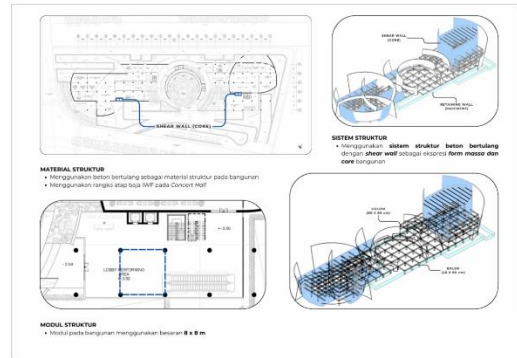 SHEAR WALL (CORE)
MATERIAL STRUKTUR
• Menggunakan beton bertulang sebagai material struktur pada bangunan
• Menggunakan rangka atap baja IWF pada Concert Hall
LOBBY PERFORMING
AREA
MODUL STRUKTUR
• Modul pada bangunan menggunakan besaran 8 x 8 m
SHEAR WALL
(CORE)
RETAINING WALL
(BASEMENT)
SISTEM STRUKTUR
• Menggunakan sistem struktur beton bertulang
dengan shear wall sebagai ekspresi form massa dan
core bangunan
KOLOM
BALOK